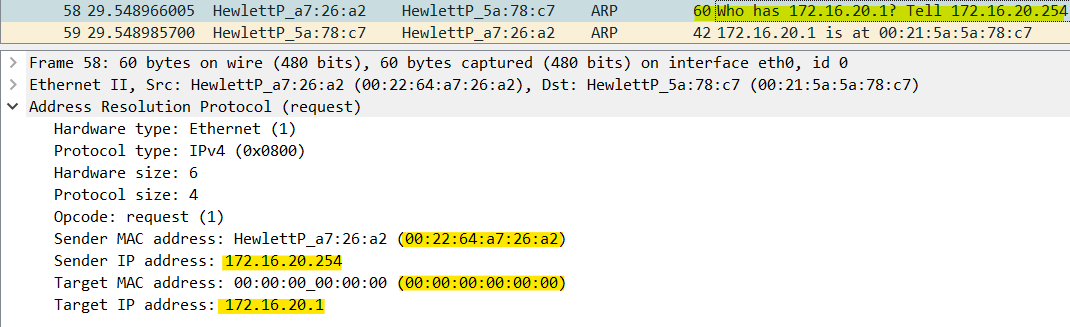 58 29.548966005 HewlettP_a7:26:a2 HewlettP_5a:78:c7 ARP 60 Who has 172.16.20.1? Tell 172.16.20.254
59 29.548985700 HewlettP_5a:78:c7 HewlettP_a7:26:a2 ARP 42 172.16.20.1 is at 00:21:5a:5a:78:c7
Frame 58: 60 bytes on wire (480 bits), 60 bytes captured (480 bits) on interface eth0, id 0
Ethernet II, Src: HewlettP_a7:26:a2 (00:22:64:a7:26:a2), Dst: HewlettP_5a:78:c7 (00:21:5a:5a:78:c7)
Address Resolution Protocol (request)
Hardware type: Ethernet (1)
Protocol type: IPv4 (0x0800)
Hardware size: 6
Protocol size: 4
Opcode: request (1)
Sender MAC address: HewlettP_a7:26:a2 (00:22:64:a7:26:a2)
Sender IP address: 172.16.20.254
Target MAC address: 00:00:00_00:00:00 (00:00:00:00:00:00)
Target IP address: 172.16.20.1